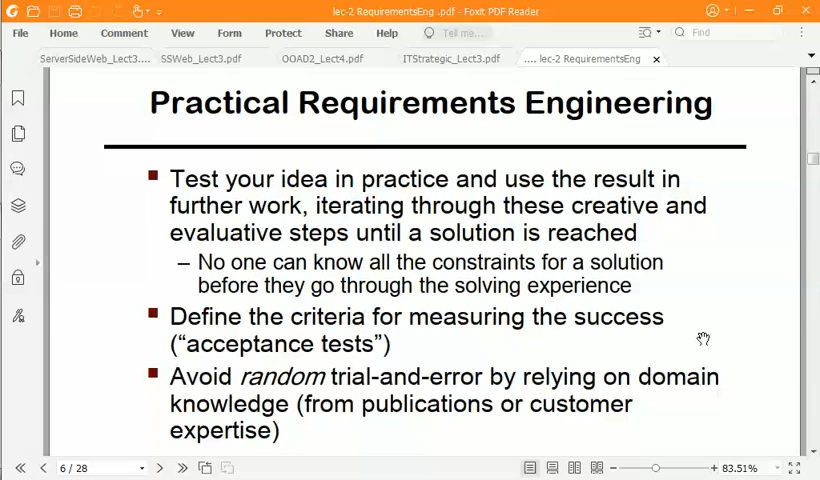 lec-2 RequirementsEng .pdf - Foxit PDF Reader
File Home Comment View Form Protect Share Help Tell me... Find
ServerSideWeb_Lect3.... SSWeb_Lect3.pdf OOAD2_Lect4.pdf ITStrategic_Lect3.pdf .... lec-2 RequirementsEng
Practical Requirements Engineering
▪ Test your idea in practice and use the result in
further work, iterating through these creative and
evaluative steps until a solution is reached
– No one can know all the constraints for a solution
before they go through the solving experience
▪ Define the criteria for measuring the success
(“acceptance tests”)
▪ Avoid random trial-and-error by relying on domain
knowledge (from publications or customer
expertise)
6 / 28 83.51%